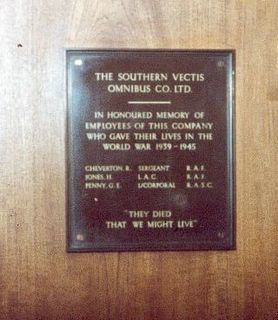 THE SOUTHERN VECTIS
OMNIBUS CO. LTD.
IN HONOURED MEMORY OF
EMPLOYEES OF THIS COMPANY
WHO GAVE THEIR LIVES IN THE
WORLD WAR 1939-1945
CHEVERTON, R. SERGEANT R.A.F.
JONES, H. L.A.C. R.A.F.
PENNY, G.E. L/CORPORAL R.A.S.C.
"THEY DIED
THAT WE MIGHT LIVE"